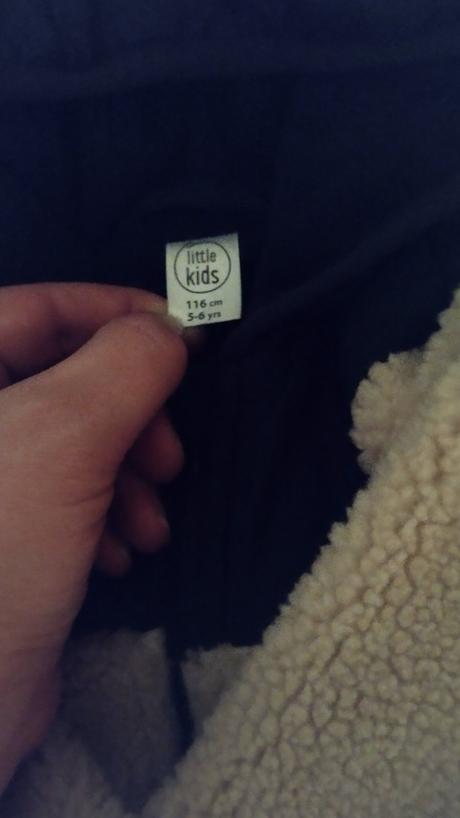 little
kids
116 cm
5-6 yrs